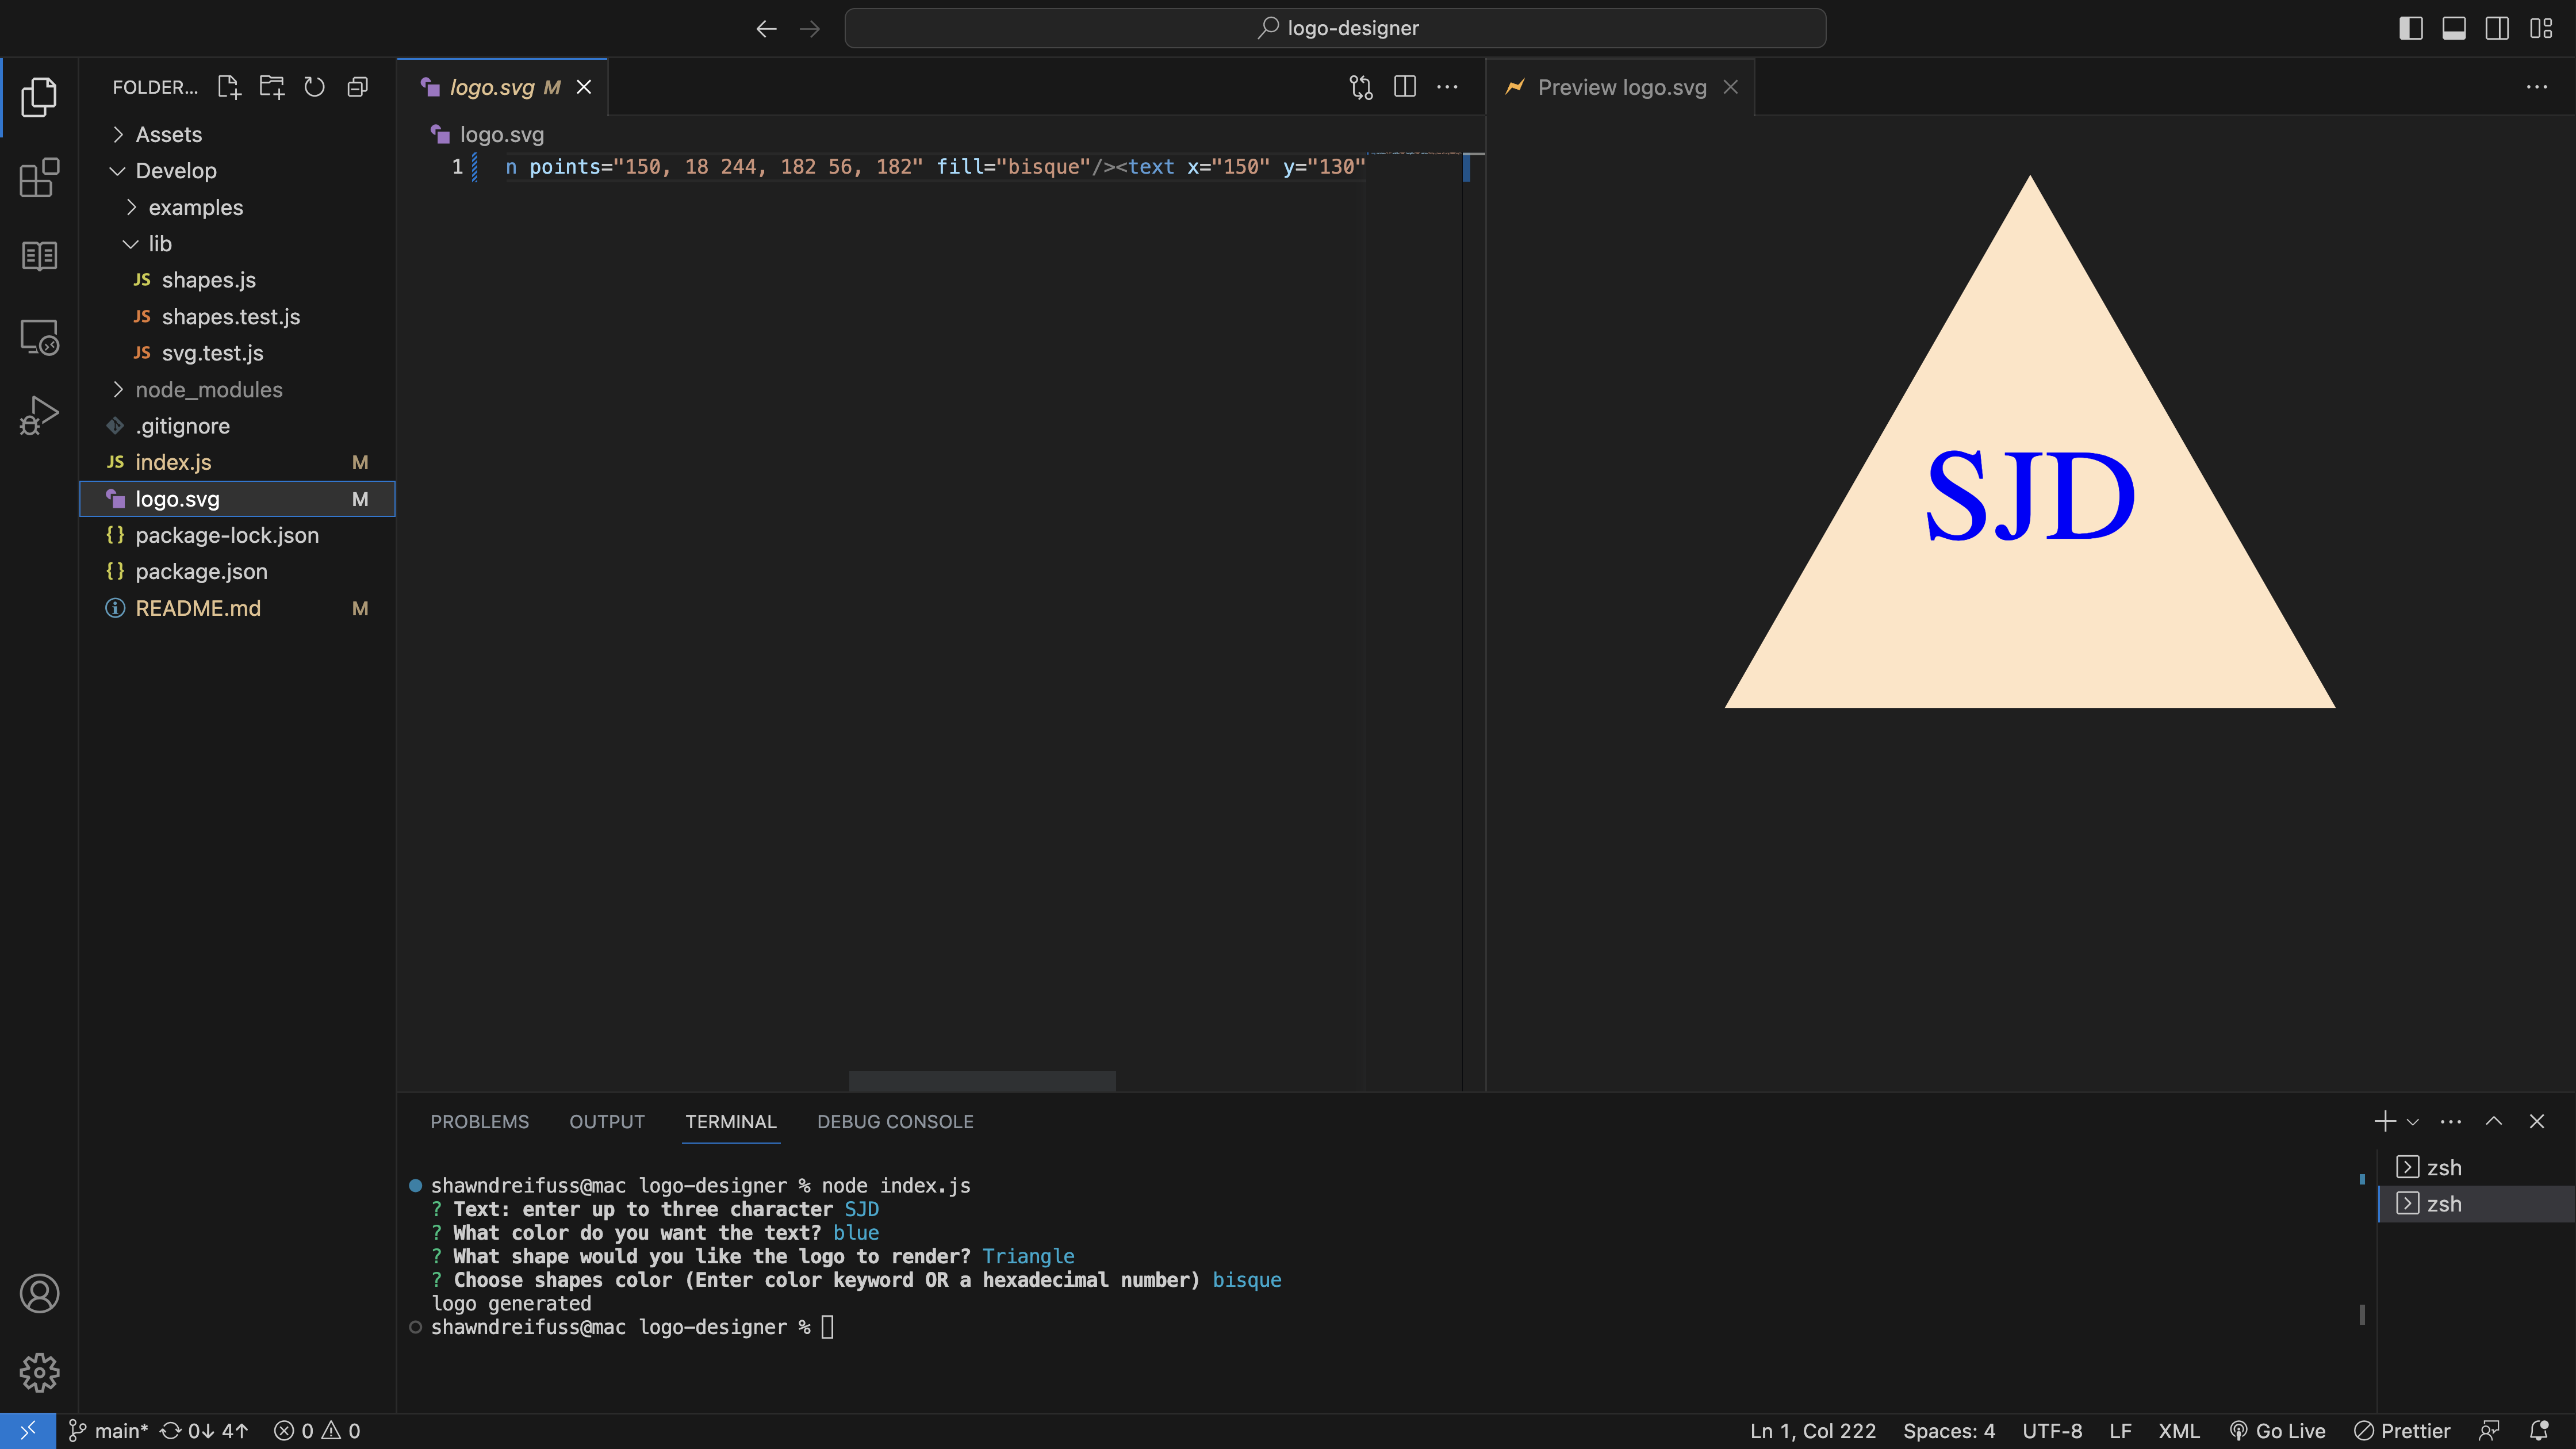 logo-designer
FOLDER...
Assets
Develop
examples
lib
JS shapes.js
JS shapes.test.js
JS svg.test.js
node_modules
.gitignore
JS index.js M
logo.svg M
{} package-lock.json
{} package.json
README.md M
logo.svg M
logo.svg
1 n points="150, 18 244, 182 56, 182" fill="bisque"/><text x="150" y="130"
Preview logo.svg
SJD
PROBLEMS OUTPUT TERMINAL DEBUG CONSOLE
shawndreifuss@mac logo-designer % node index.js
? Text: enter up to three character SJD
? What color do you want the text? blue
? What shape would you like the logo to render? Triangle
? Choose shapes color (Enter color keyword OR a hexadecimal number) bisque
logo generated
shawndreifuss@mac logo-designer %
zsh
zsh
main* 0↓ 4↑ 0 0
Ln 1, Col 222 Spaces: 4 UTF-8 LF XML Go Live Prettier